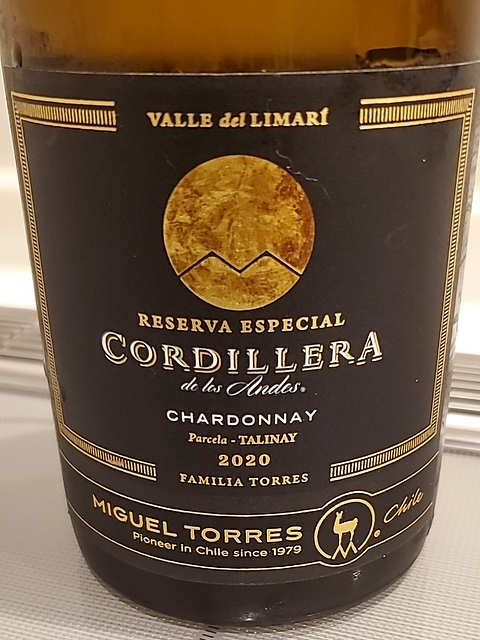 VALLE del LIMARÍ
RESERVA ESPECIAL
CORDILLERA
de los Andes®
CHARDONNAY
Parcela - TALINAY
2020
FAMILIA TORRES
MIGUEL TORRES ® Chile
Pioneer in Chile since 1979